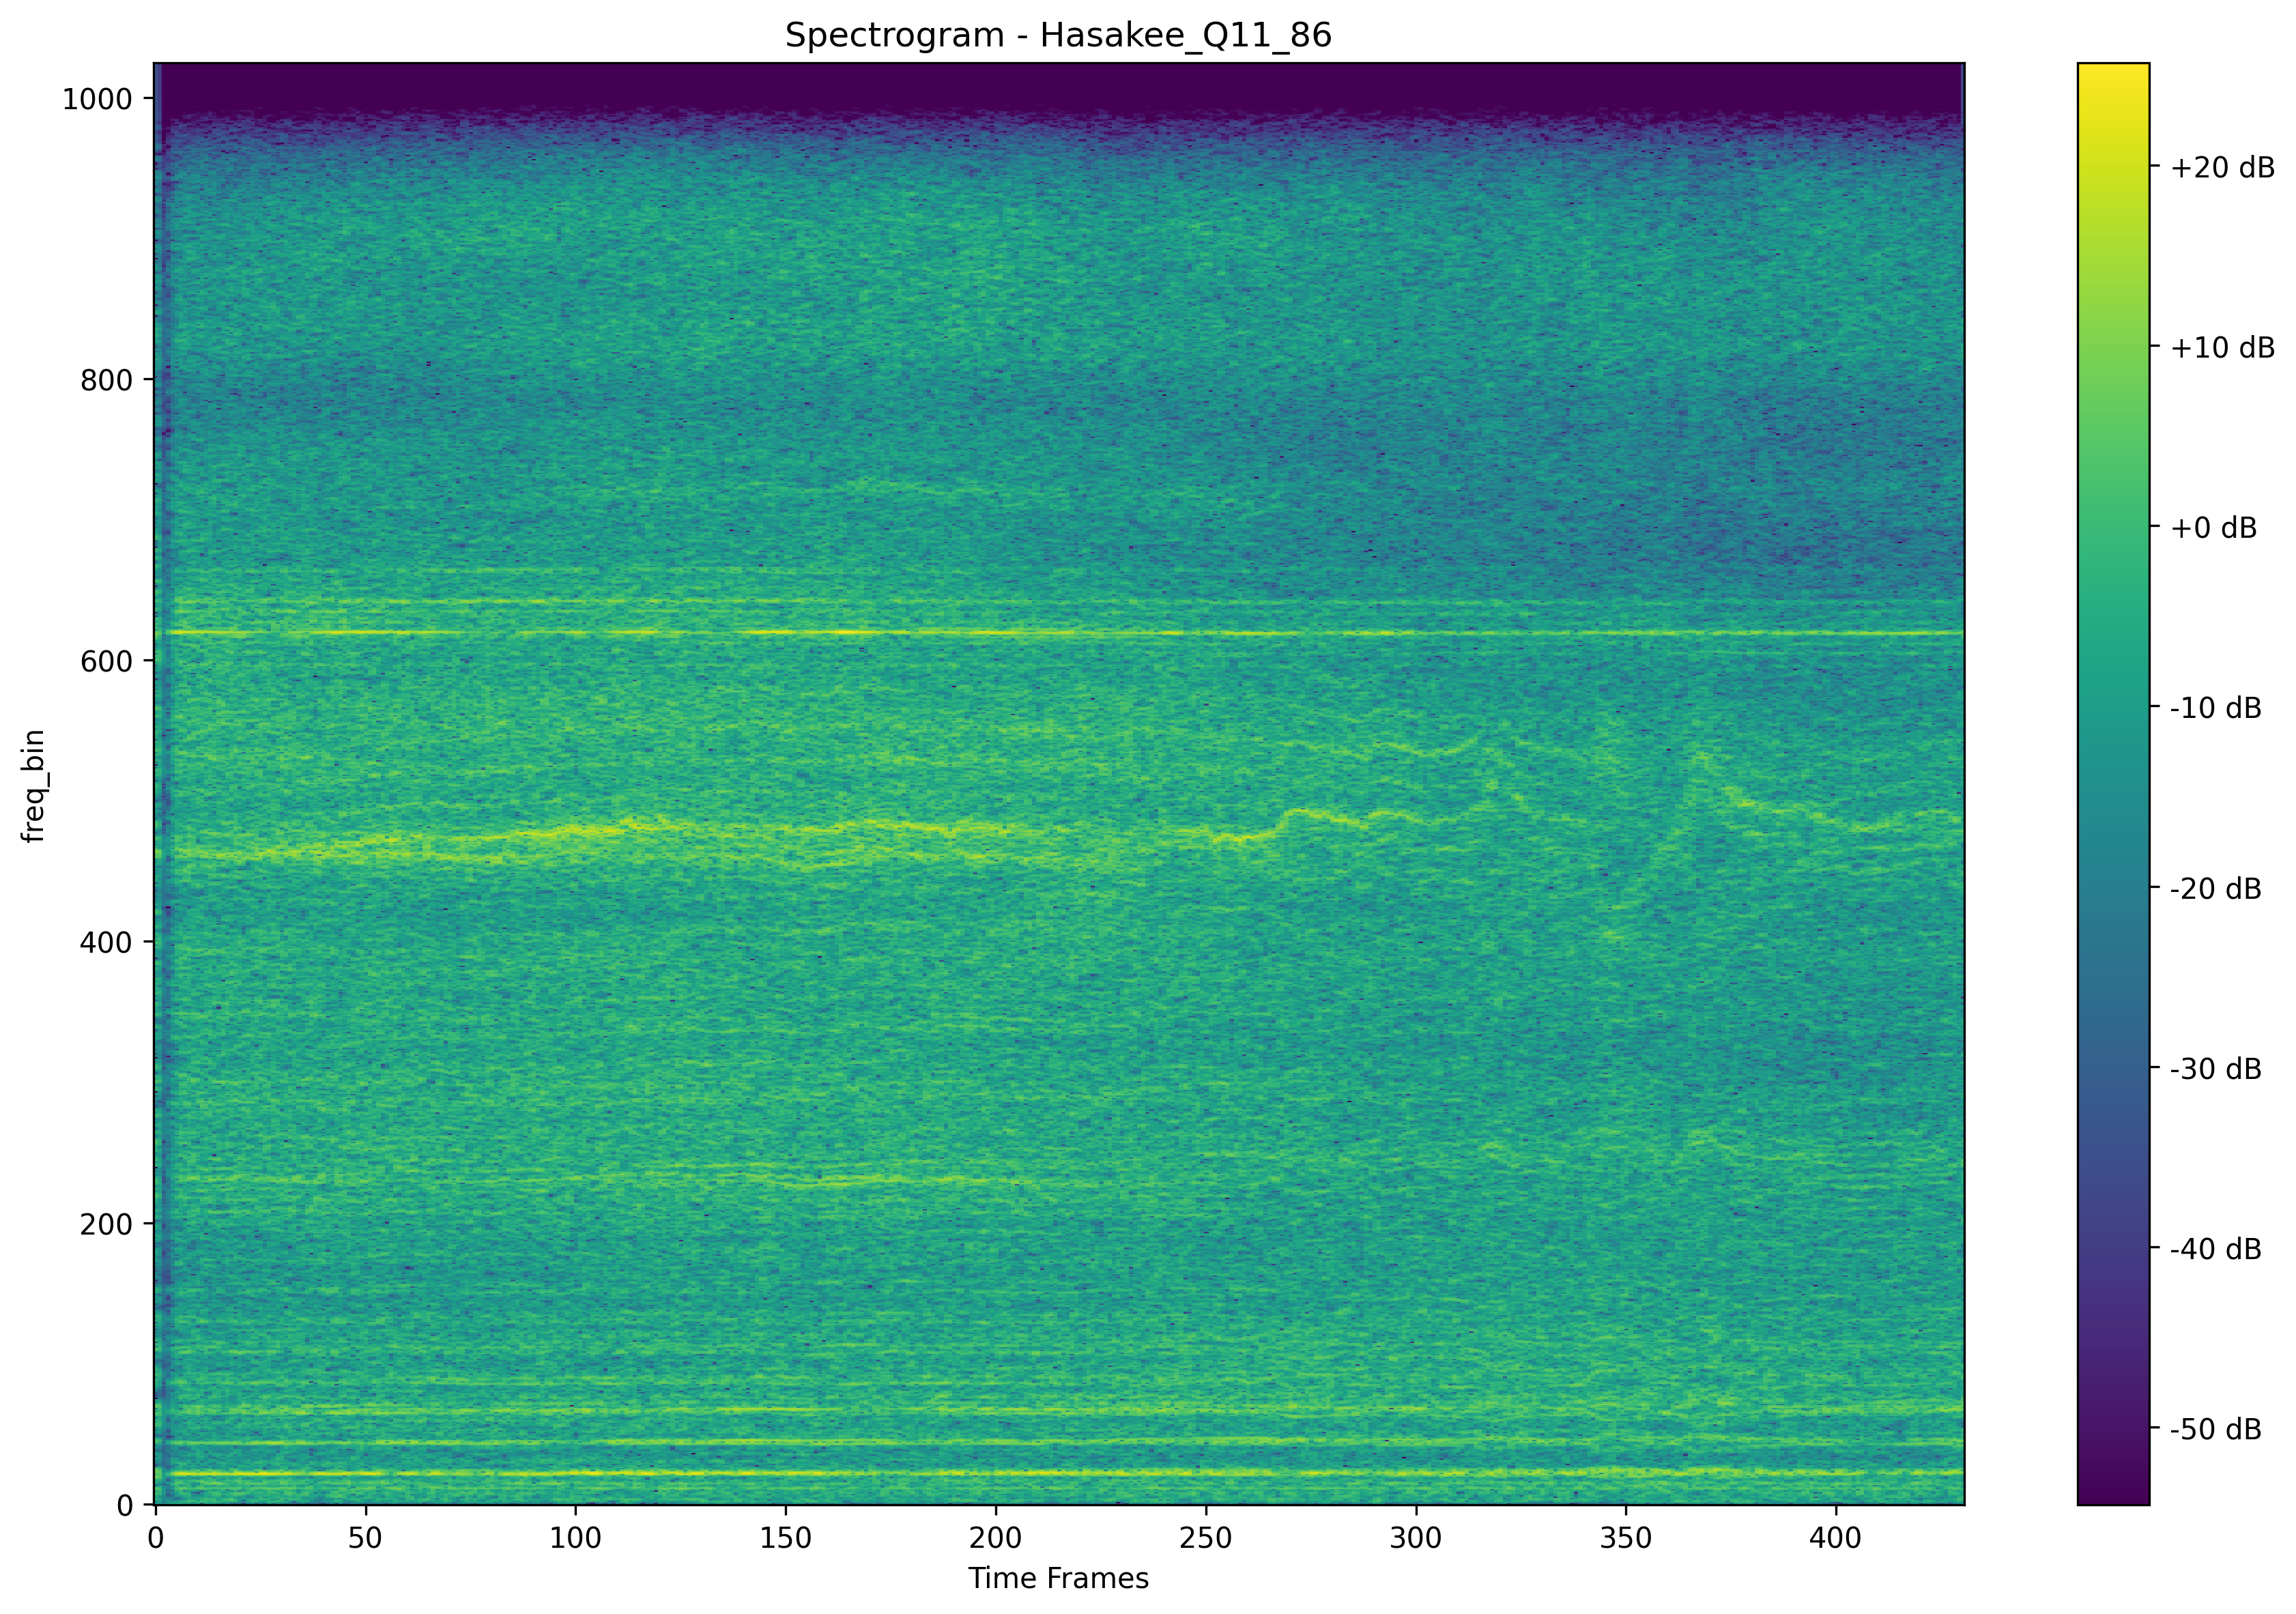 Spectrogram - Hasakee_Q11_86
1000
800
600
400
200
0
freq_bin
0 50 100 150 200 250 300 350 400
Time Frames
+20 dB
+10 dB
+0 dB
-10 dB
-20 dB
-30 dB
-40 dB
-50 dB